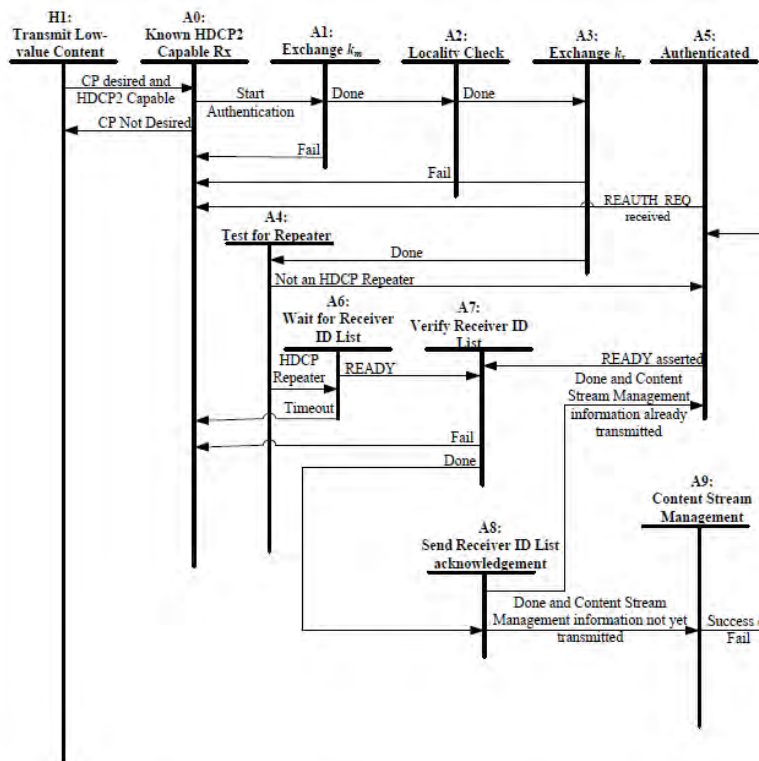 H1:
Transmit Low-
value Content
A0:
Known HDCP2
Capable Rx
A1:
Exchange km
A2:
Locality Check
A3:
Exchange ks
A5:
Authenticated
CP desired and
HDCP2 Capable
Start
Authentication
Done
Done
CP Not Desired
Fail
Fail
REAUTH_REQ
received
A4:
Test for Repeater
Done
Not an HDCP Repeater
A6:
Wait for Receiver
ID List
A7:
Verify Receiver ID
List
HDCP
Repeater
READY
READY asserted
Done and Content
Stream Management
information already
transmitted
Timeout
Fail
Done
A9:
Content Stream
Management
A8:
Send Receiver ID List
acknowledgement
Done and Content Stream
Management information not yet
transmitted
Success
Fail